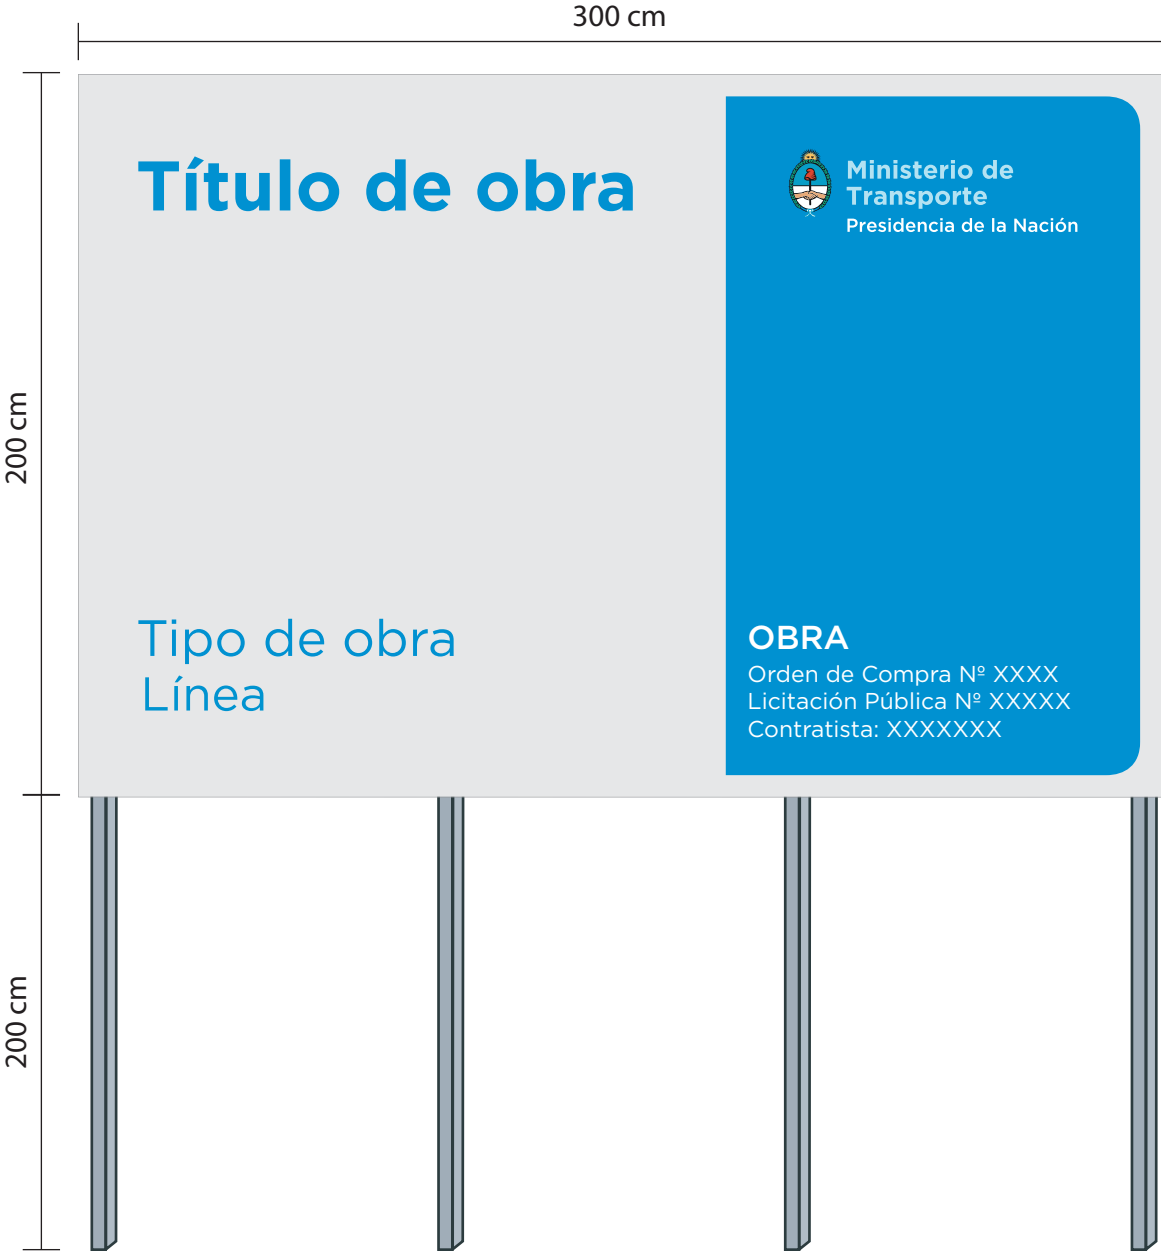 300 cm
200 cm
Título de obra
Ministerio de
Transporte
Presidencia de la Nación
Tipo de obra
Línea
OBRA
Orden de Compra Nº XXXX
Licitación Pública Nº XXXXX
Contratista: XXXXXXX
200 cm